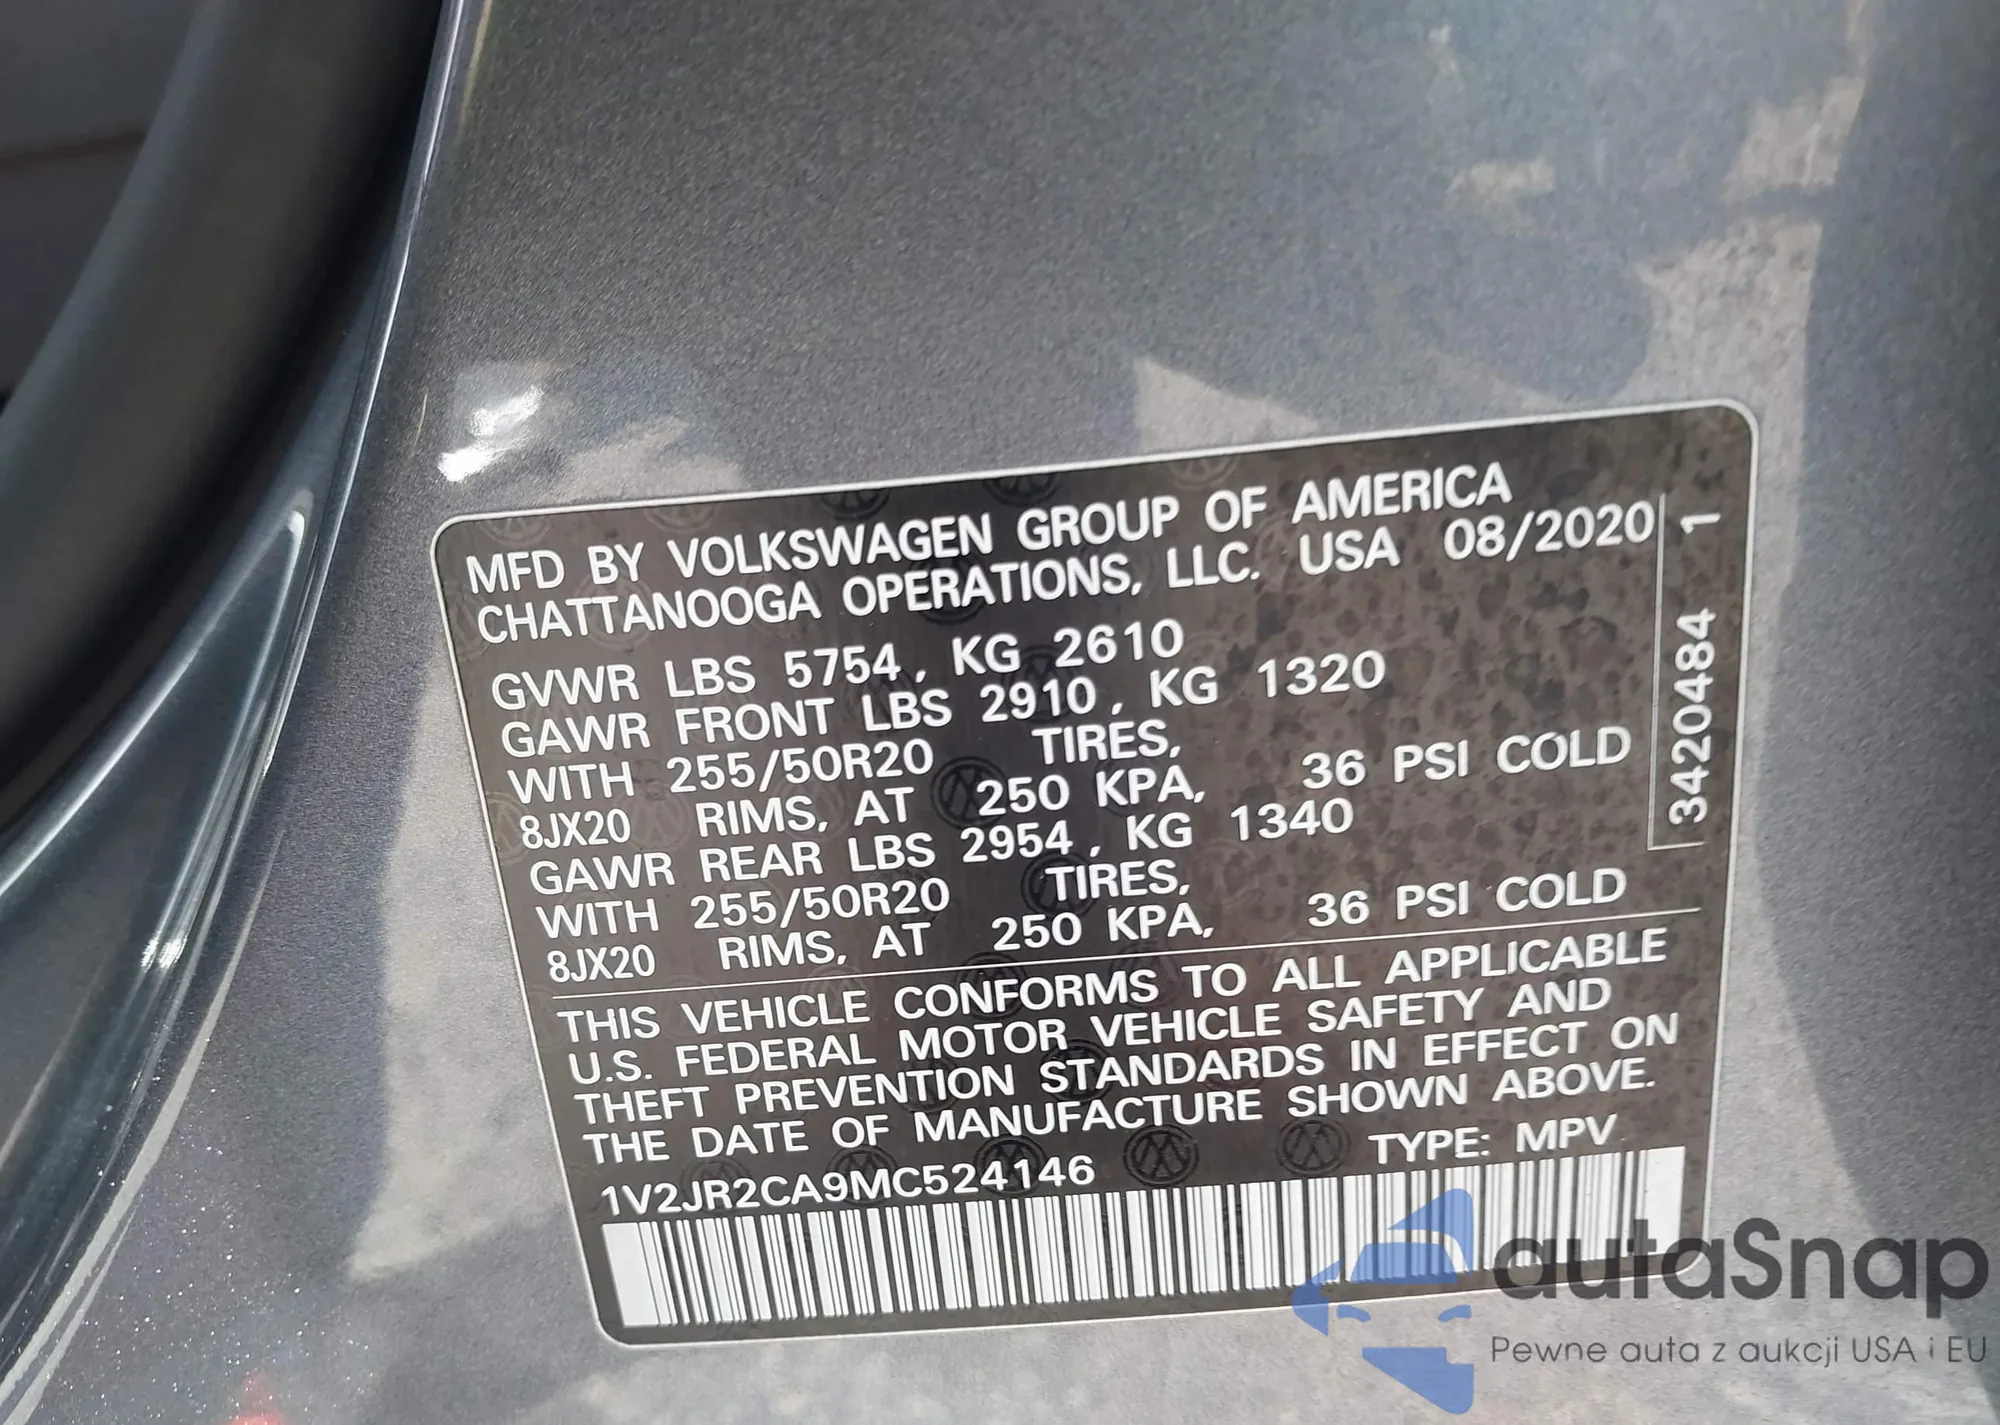 MFD BY VOLKSWAGEN GROUP OF AMERICA
CHATTANOOGA OPERATIONS, LLC. USA 08/2020
GVWR LBS 5754, KG 2610
GAWR FRONT LBS 2910, KG 1320
WITH 255/50R20 TIRES,
8JX20 RIMS, AT 250 KPA, 36 PSI COLD
GAWR REAR LBS 2954, KG 1340
WITH 255/50R20 TIRES,
8JX20 RIMS, AT 250 KPA, 36 PSI COLD
3420484 1
THIS VEHICLE CONFORMS TO ALL APPLICABLE
U.S. FEDERAL MOTOR VEHICLE SAFETY AND
THEFT PREVENTION STANDARDS IN EFFECT ON
THE DATE OF MANUFACTURE SHOWN ABOVE.
1V2JR2CA9MC524146 TYPE: MPV
autaSnap
Pewne auta z aukcji USA i EU